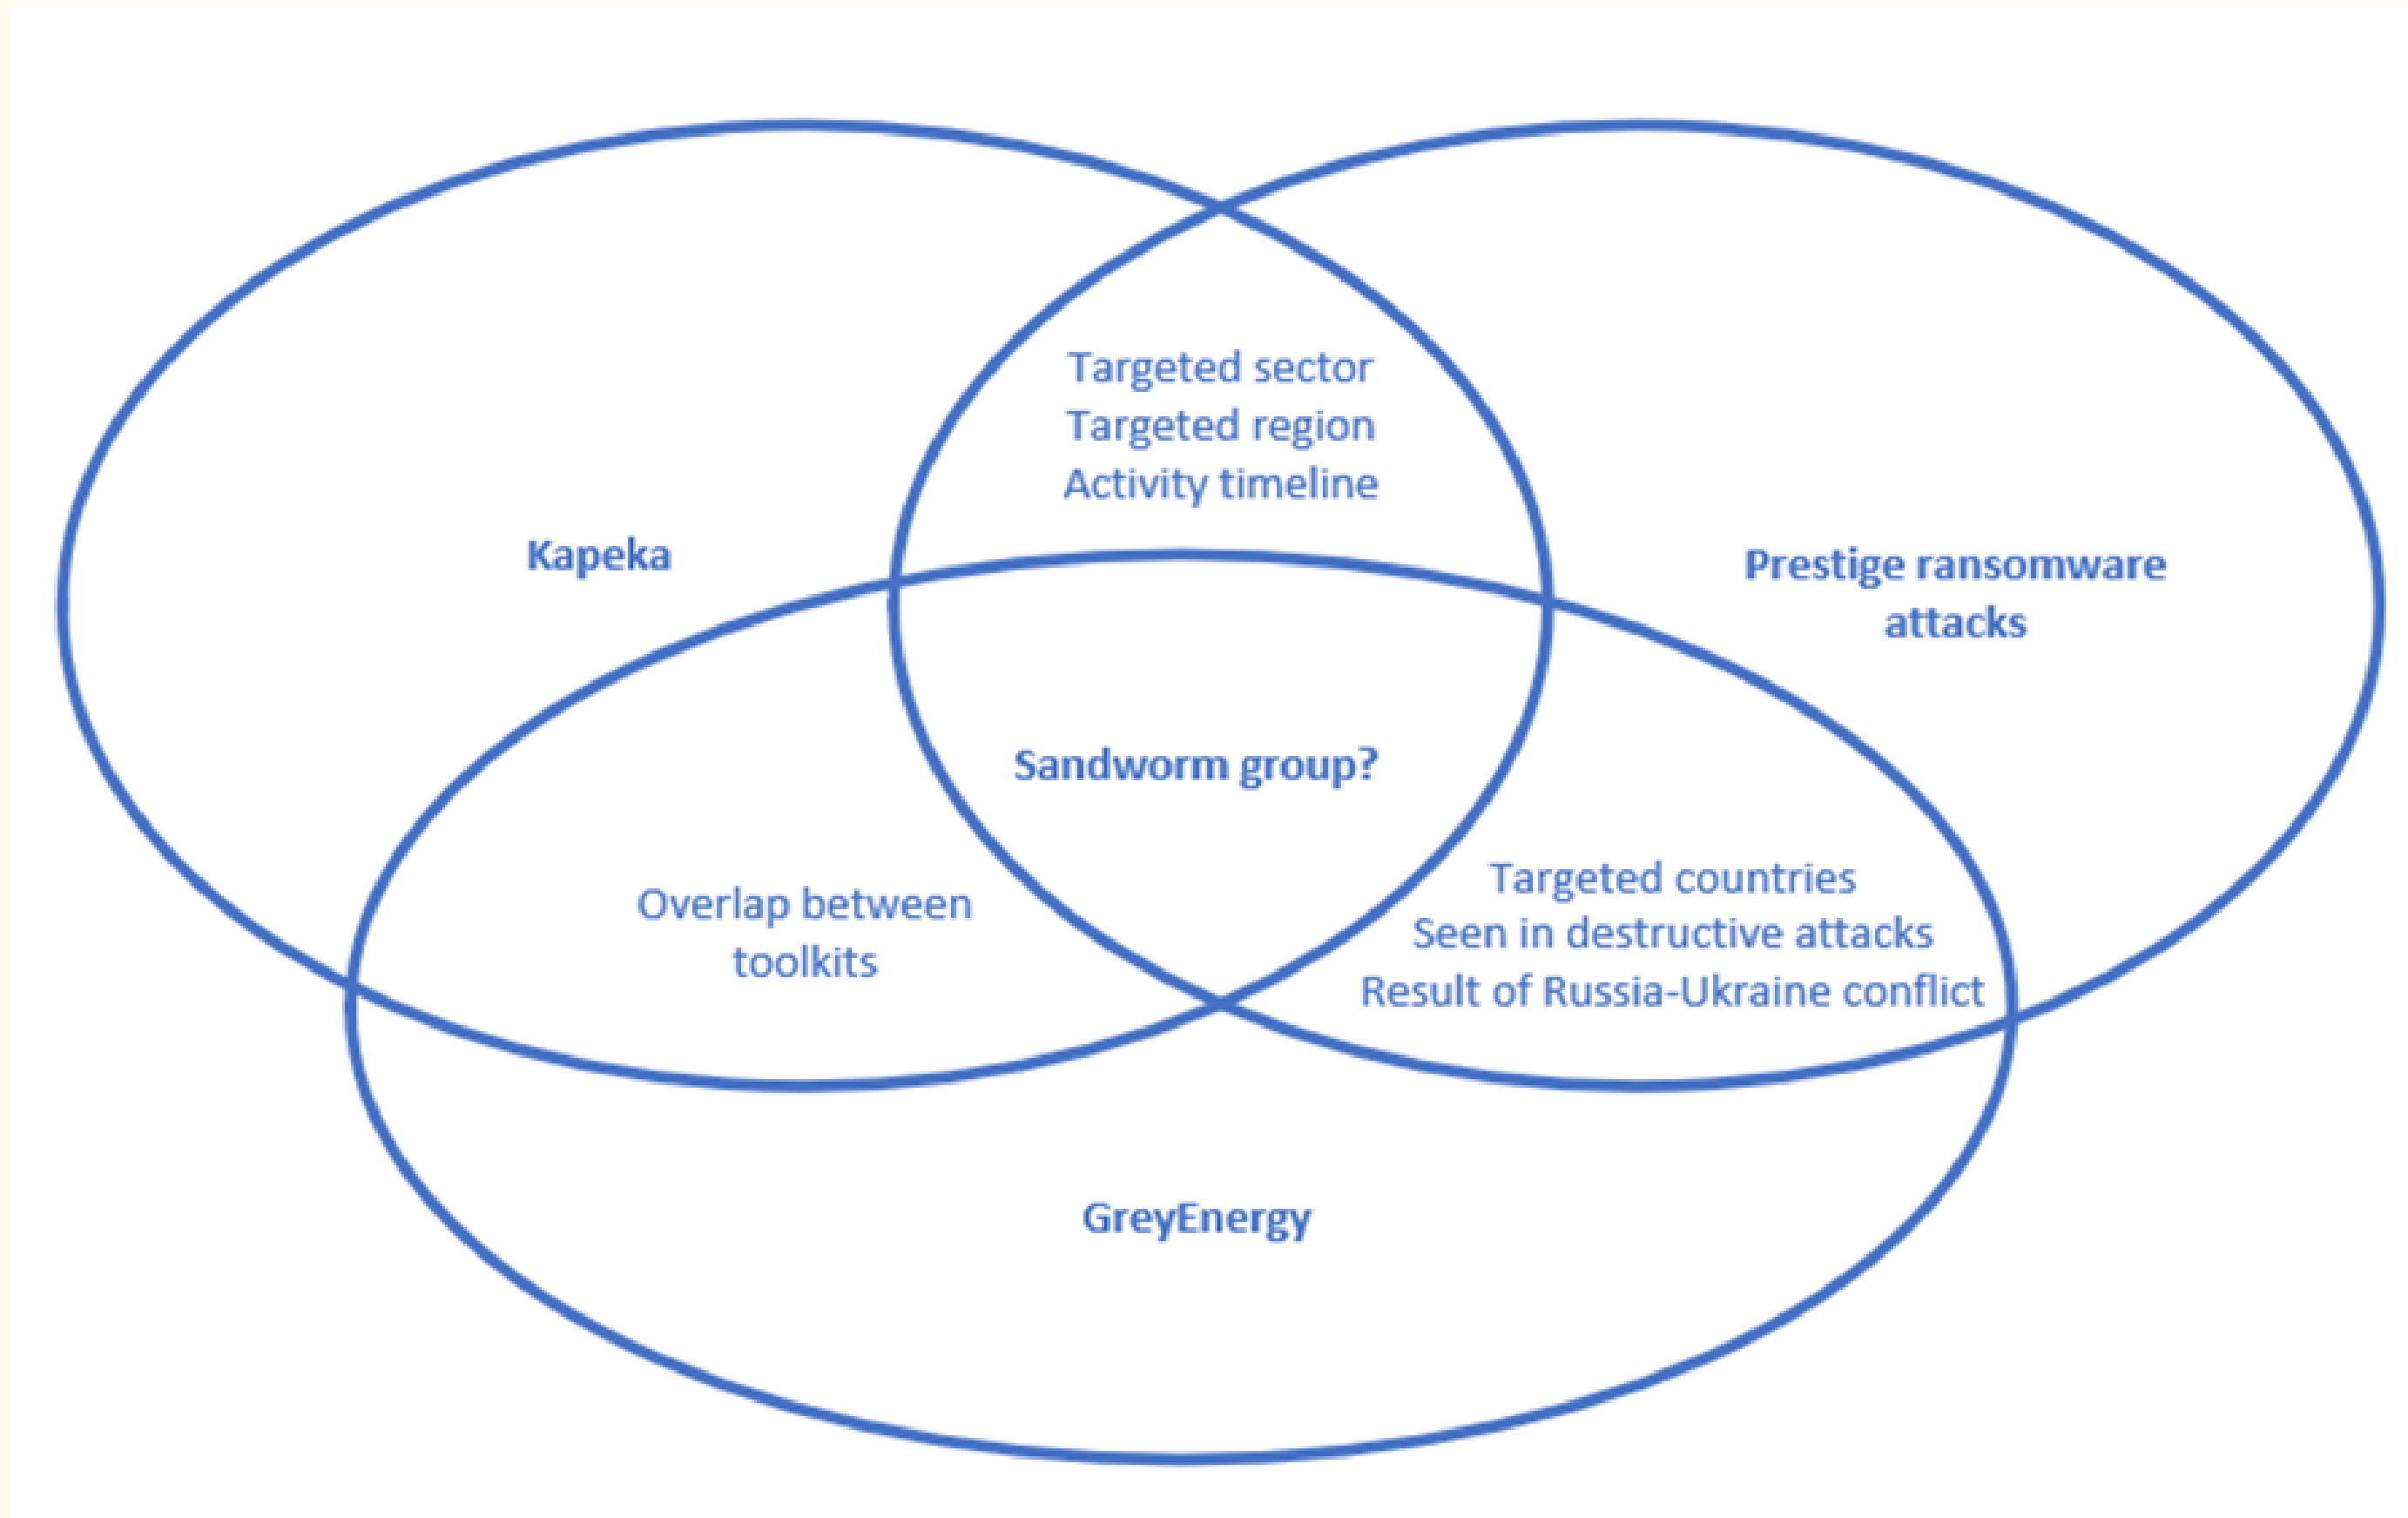 Targeted sector
Targeted region
Activity timeline
Kapeka
Prestige ransomware
attacks
Sandworm group?
Overlap between
toolkits
Targeted countries
Seen in destructive attacks
Result of Russia-Ukraine conflict
GreyEnergy